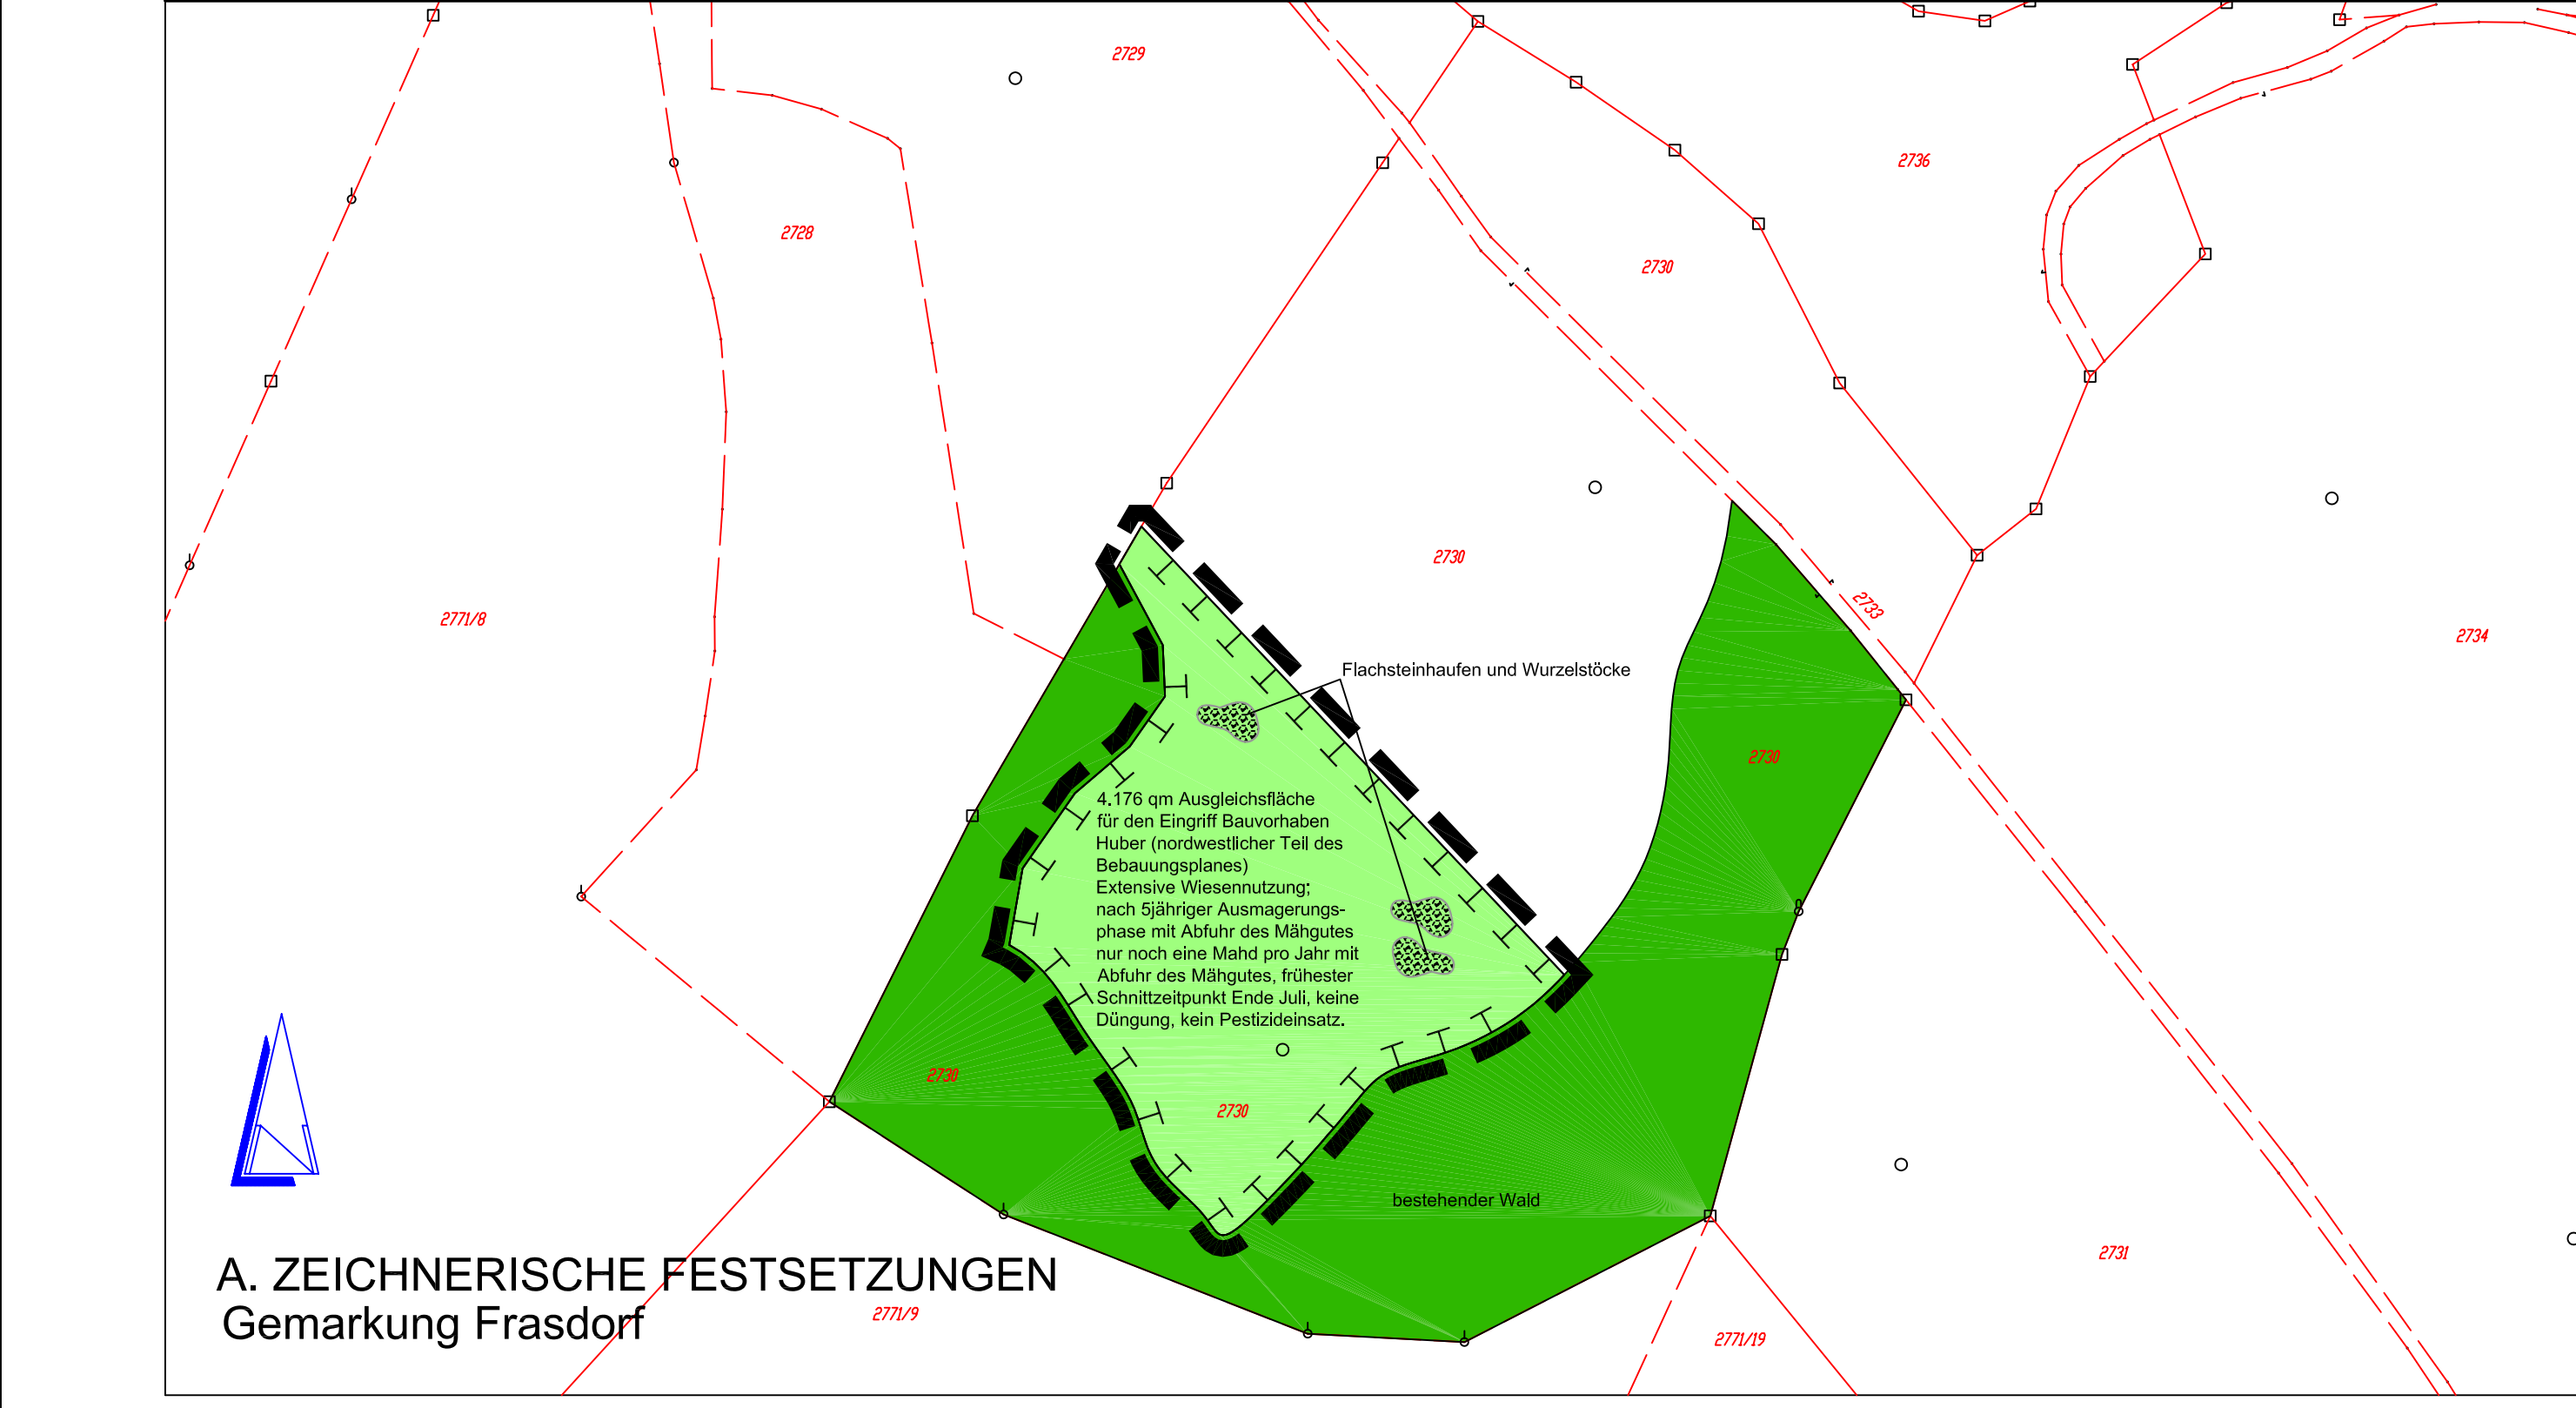 2729
2736
2728
2730
2730
2733
2771/8
2734
Flachsteinhaufen und Wurzelstöcke
2730
4.176 qm Ausgleichsfläche
für den Eingriff Bauvorhaben
Huber (nordwestlicher Teil des
Bebauungsplanes)
Extensive Wiesennutzung;
nach 5jähriger Ausmagerungs-
phase mit Abfuhr des Mähgutes
nur noch eine Mahd pro Jahr mit
Abfuhr des Mähgutes, frühester
Schnittzeitpunkt Ende Juli, keine
Düngung, kein Pestizideinsatz.
2730
2730
bestehender Wald
2731
A. ZEICHNERISCHE FESTSETZUNGEN
Gemarkung Frasdorf
2771/9
2771/19